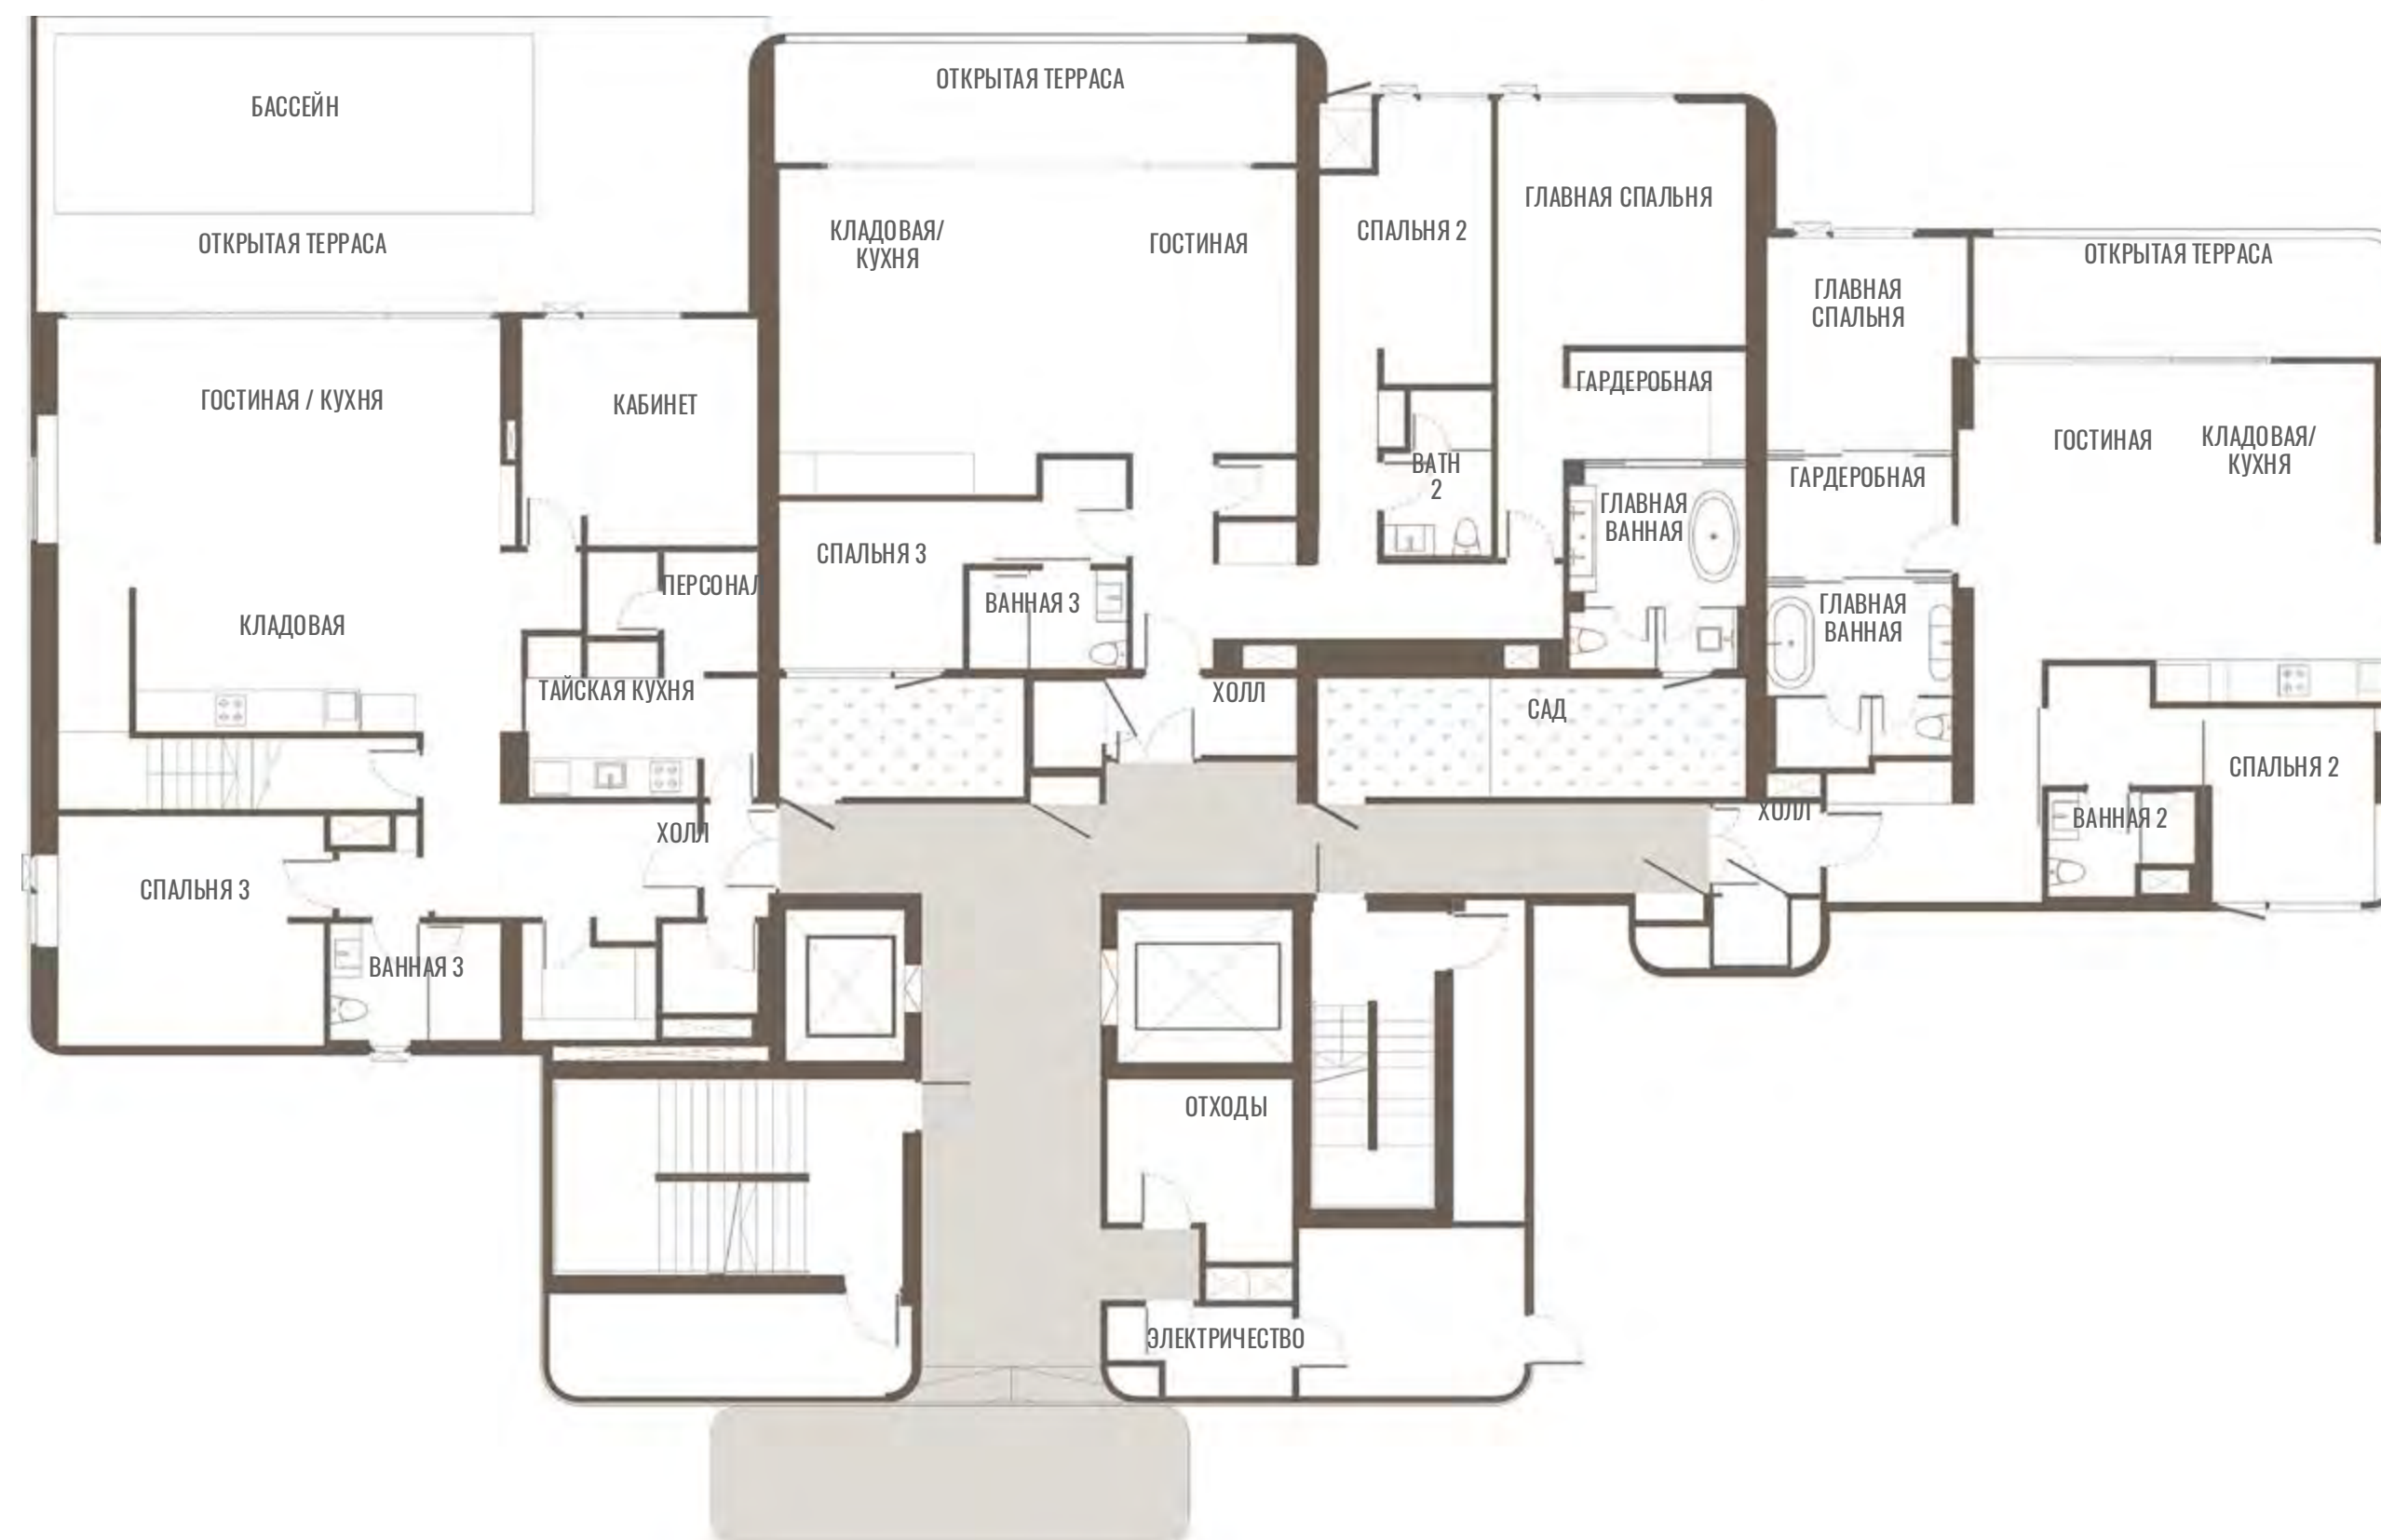 БАССЕЙН
ОТКРЫТАЯ ТЕРРАСА
ГОСТИНАЯ / КУХНЯ
КАБИНЕТ
ПЕРСОНАЛ
КЛАДОВАЯ
ТАЙСКАЯ КУХНЯ
ХОЛЛ
СПАЛЬНЯ 3
ВАННАЯ 3
ОТКРЫТАЯ ТЕРРАСА
КЛАДОВАЯ/
КУХНЯ
ГОСТИНАЯ
СПАЛЬНЯ 3
ВАННАЯ 3
ХОЛЛ
СПАЛЬНЯ 2
ГЛАВНАЯ СПАЛЬНЯ
ГАРДЕРОБНАЯ
BATH
2
ГЛАВНАЯ
ВАННАЯ
САД
ГЛАВНАЯ
СПАЛЬНЯ
ОТКРЫТАЯ ТЕРРАСА
ГОСТИНАЯ
КЛАДОВАЯ/
КУХНЯ
ГАРДЕРОБНАЯ
ГЛАВНАЯ
ВАННАЯ
ХОЛЛ
СПАЛЬНЯ 2
ВАННАЯ 2
ОТХОДЫ
ЭЛЕКТРИЧЕСТВО